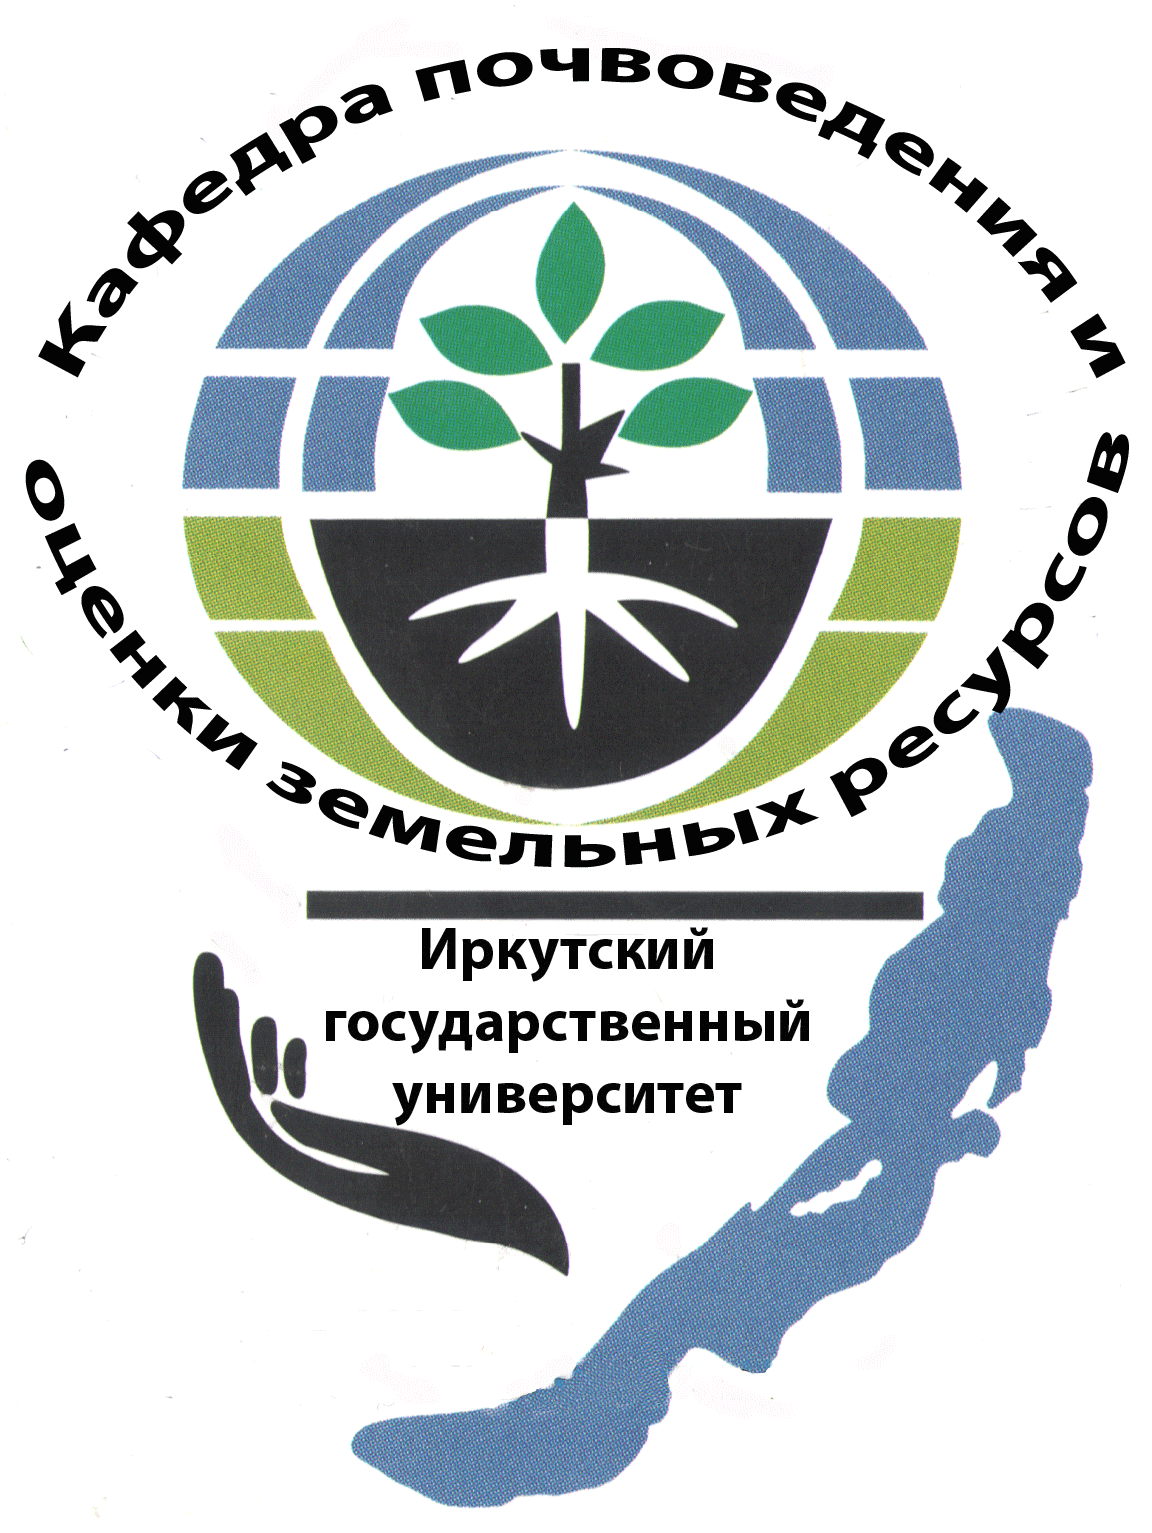 Кафедра почвоведения и
оценки земельных ресурсов
Иркутский
государственный
университет